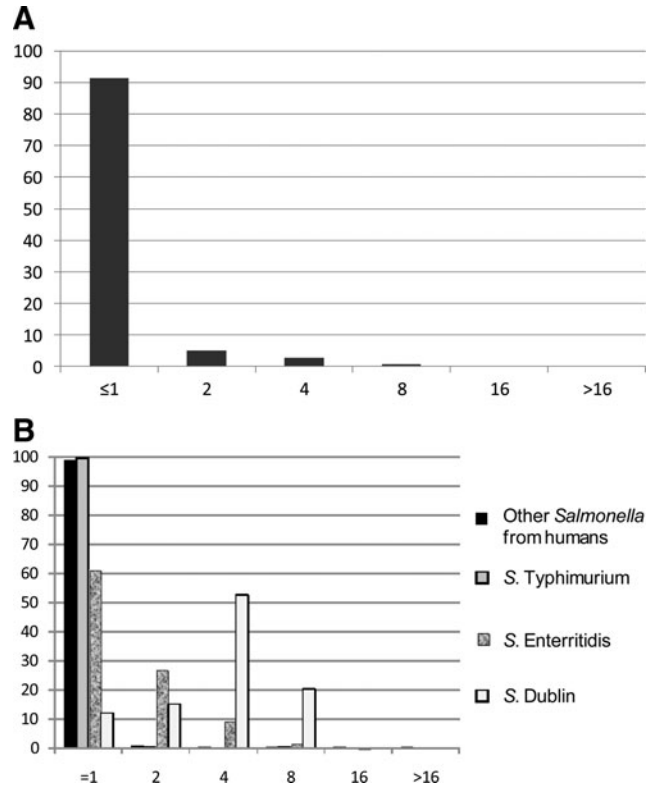 A
100
90
80
70
60
50
40
30
20
10
0
≤1 2 4 8 16 >16
B
100
90
80
70
60
50
40
30
20
10
0
=1 2 4 8 16 >16
Other Salmonella
from humans
S. Typhimurium
S. Enterritidis
S. Dublin